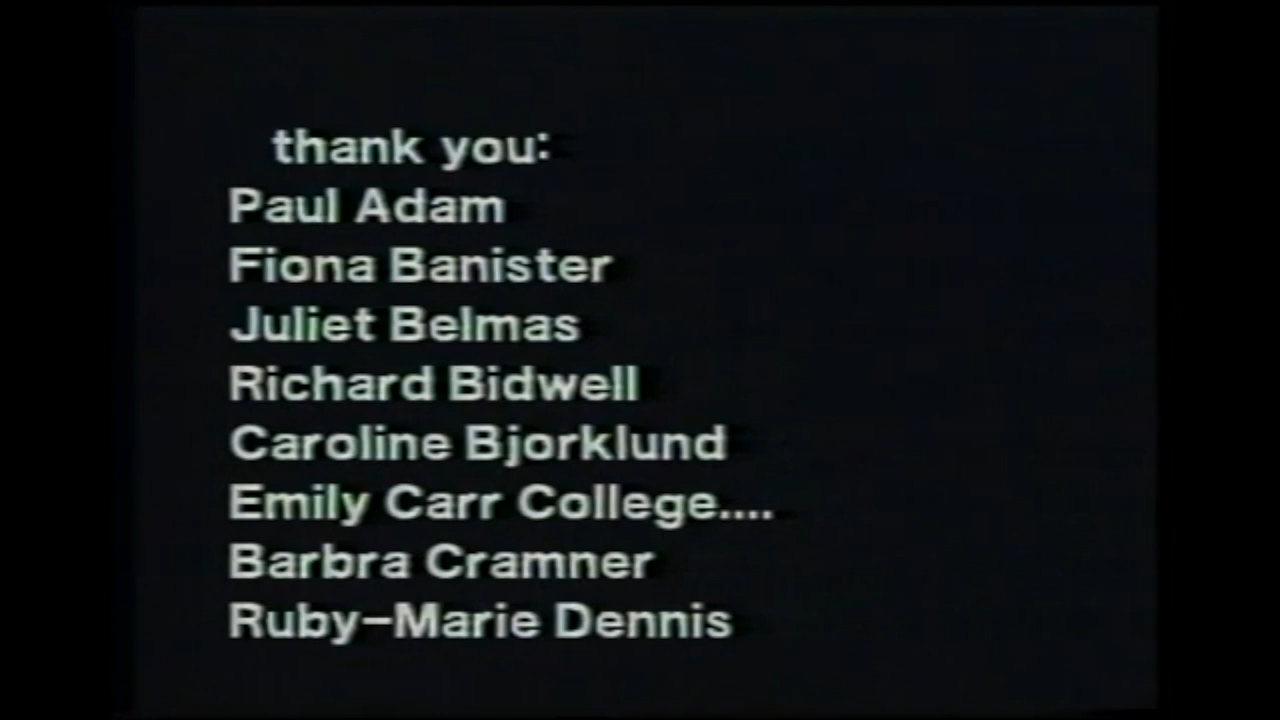 thank you:
Paul Adam
Fiona Banister
Juliet Belmas
Richard Bidwell
Caroline Bjorklund
Emily Carr College....
Barbra Cramner
Ruby-Marie Dennis